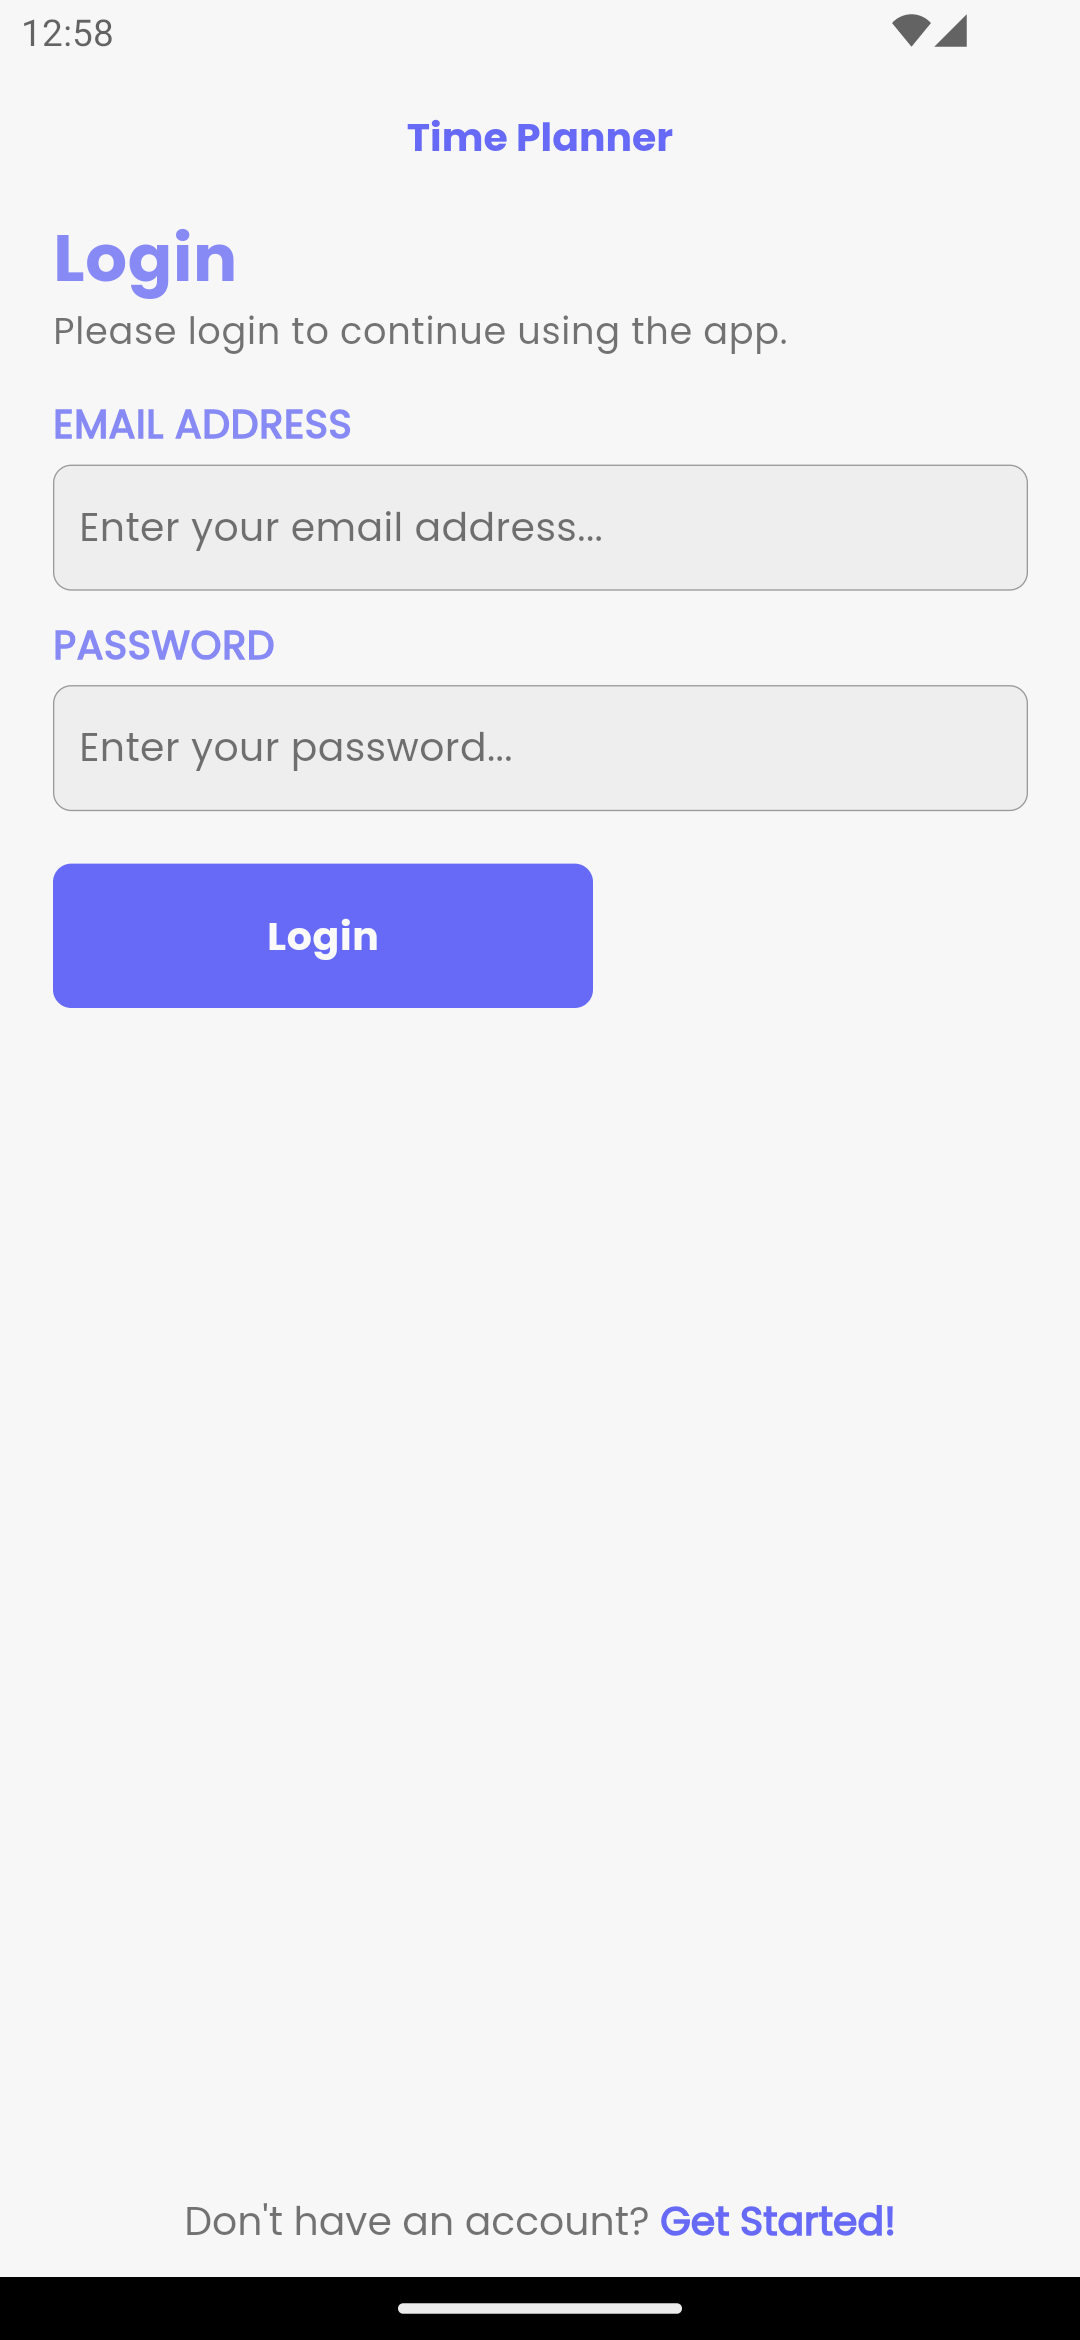 12:58
Time Planner
Login
Please login to continue using the app.
EMAIL ADDRESS
Enter your email address...
PASSWORD
Enter your password...
Login
Don't have an account? Get Started!